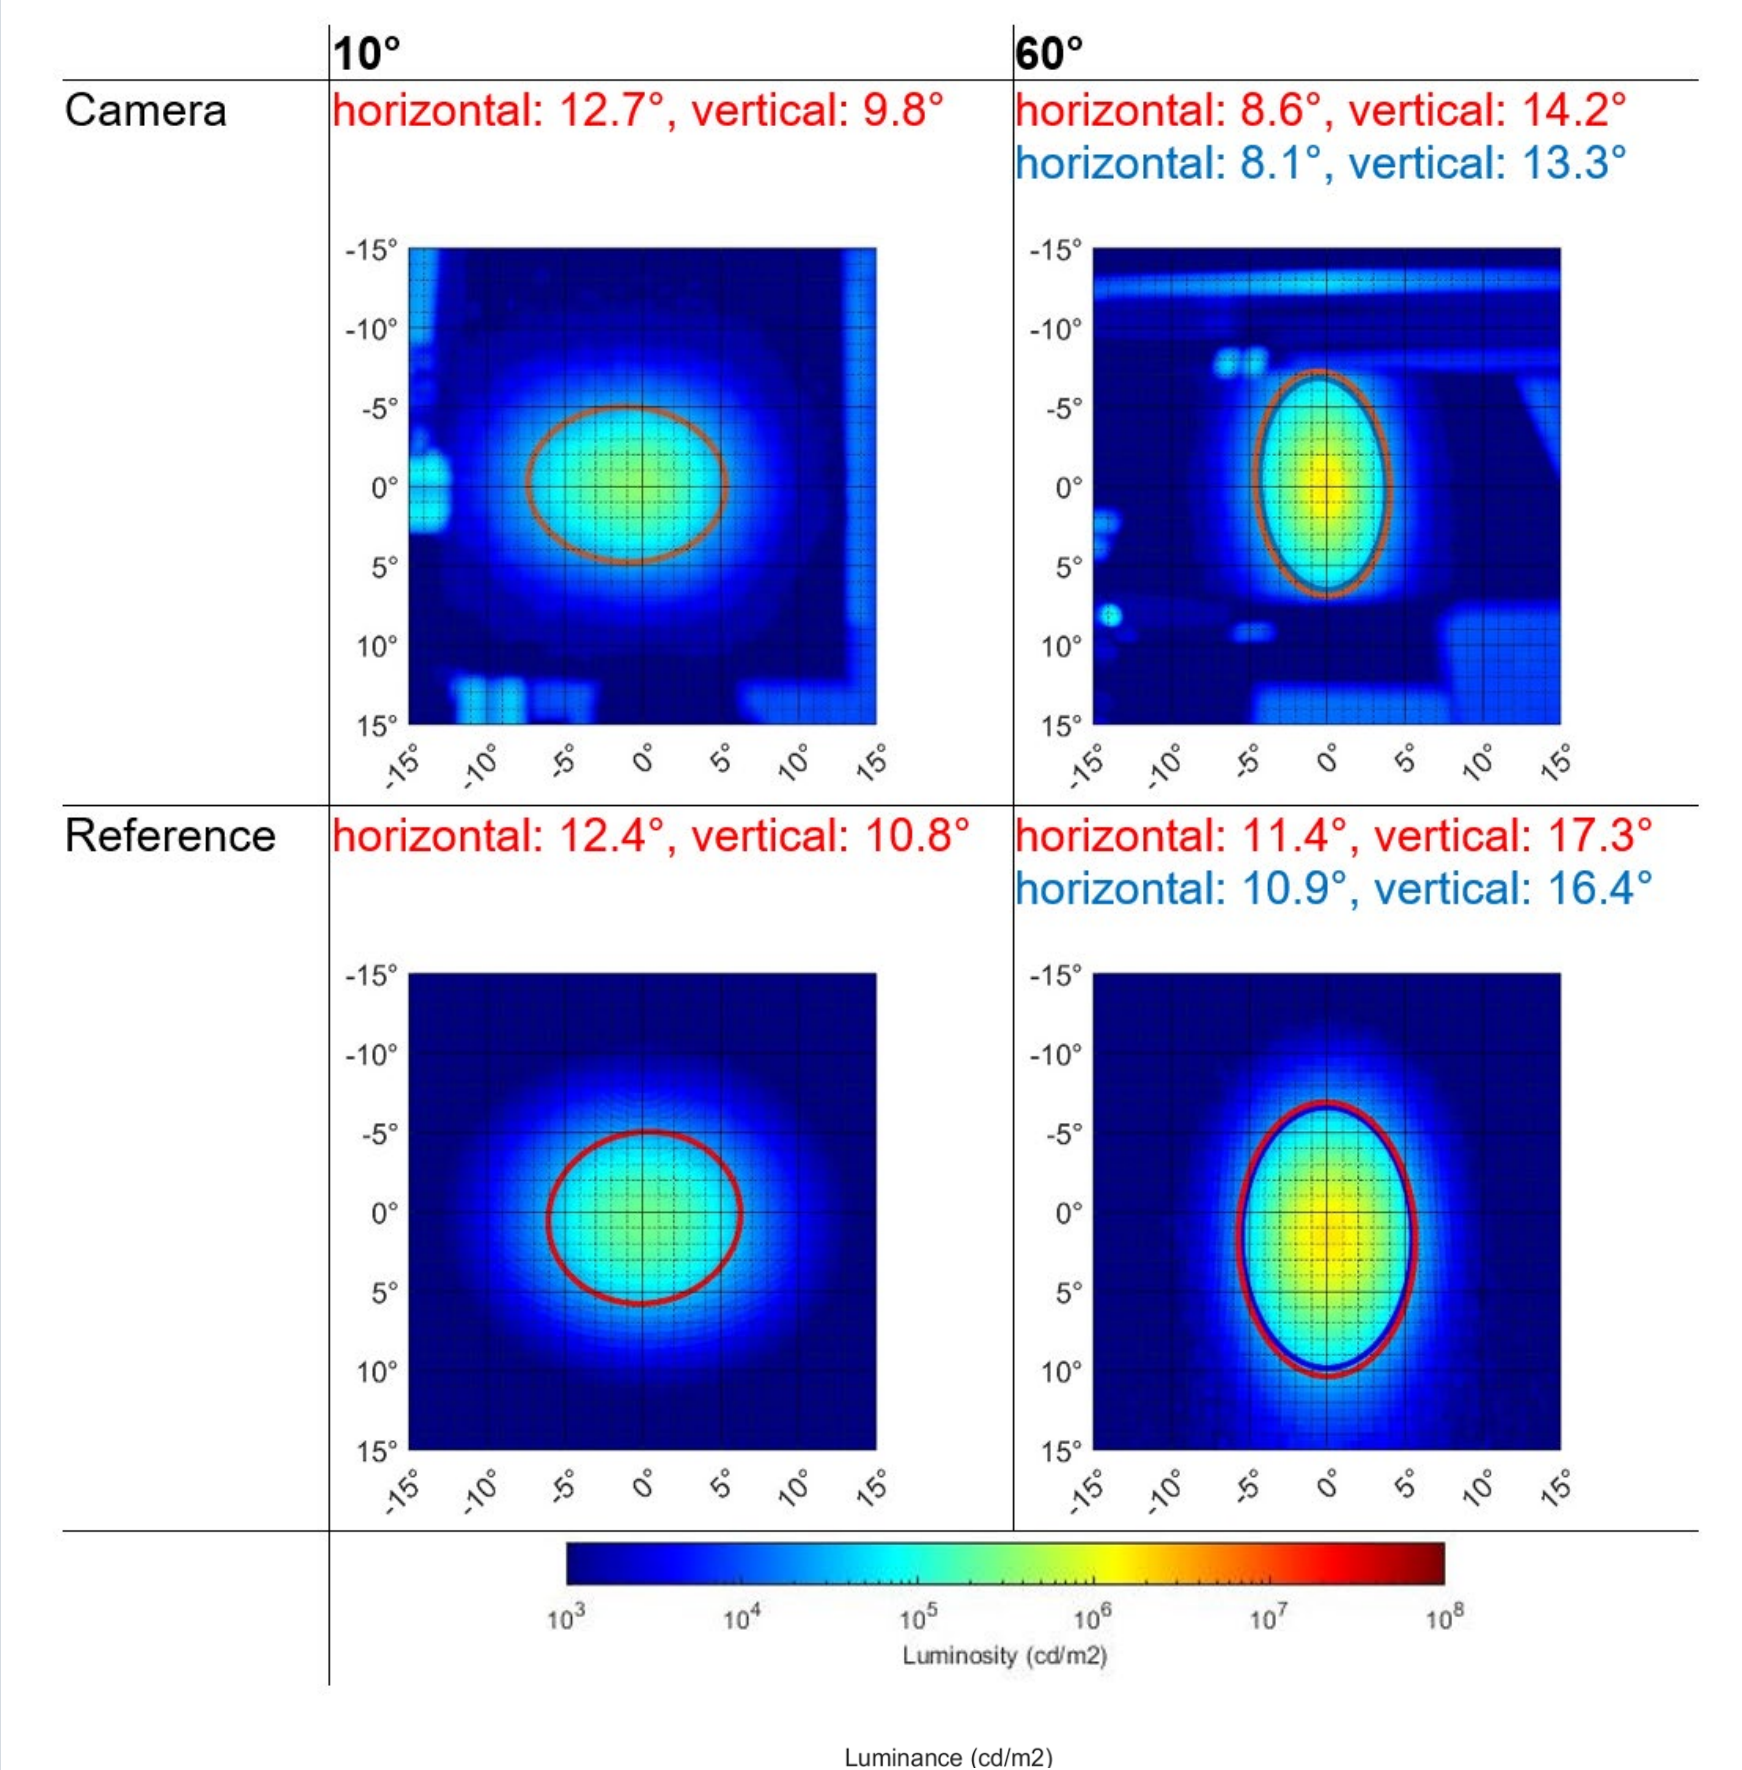 10° 60°
Camera
horizontal: 12.7°, vertical: 9.8°
horizontal: 8.6°, vertical: 14.2°
horizontal: 8.1°, vertical: 13.3°
-15°
-10°
-5°
0°
5°
10°
15°
-15° -10° -5° 0° 5° 10° 15°
-15°
-10°
-5°
0°
5°
10°
15°
-15° -10° -5° 0° 5° 10° 15°
Reference
horizontal: 12.4°, vertical: 10.8°
horizontal: 11.4°, vertical: 17.3°
horizontal: 10.9°, vertical: 16.4°
-15°
-10°
-5°
0°
5°
10°
15°
-15° -10° -5° 0° 5° 10° 15°
-15°
-10°
-5°
0°
5°
10°
15°
-15° -10° -5° 0° 5° 10° 15°
10³ 10⁴ 10⁵ 10⁶ 10⁷ 10⁸
Luminosity (cd/m2)
Luminance (cd/m2)